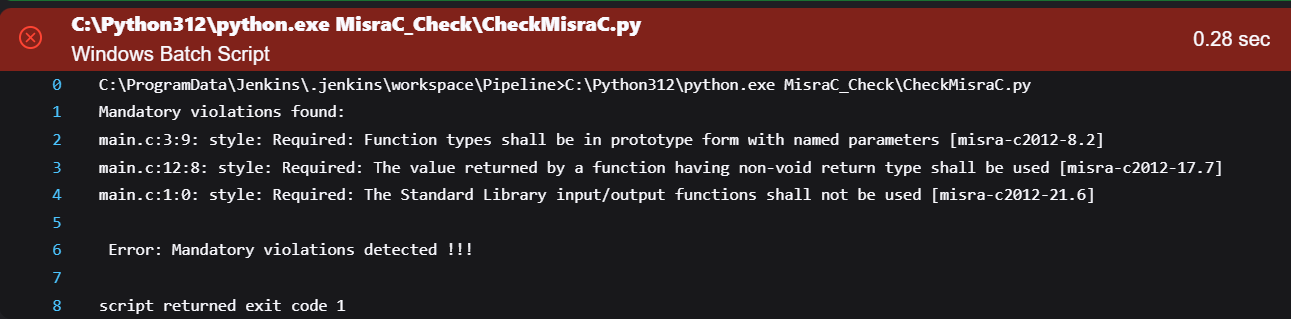 C:\Python312\python.exe MisraC_Check\CheckMisraC.py
Windows Batch Script
0.28 sec
0 C:\ProgramData\Jenkins\.jenkins\workspace\Pipeline>C:\Python312\python.exe MisraC_Check\CheckMisraC.py
1 Mandatory violations found:
2 main.c:3:9: style: Required: Function types shall be in prototype form with named parameters [misra-c2012-8.2]
3 main.c:12:8: style: Required: The value returned by a function having non-void return type shall be used [misra-c2012-17.7]
4 main.c:1:0: style: Required: The Standard Library input/output functions shall not be used [misra-c2012-21.6]
5
6 Error: Mandatory violations detected !!!
7
8 script returned exit code 1